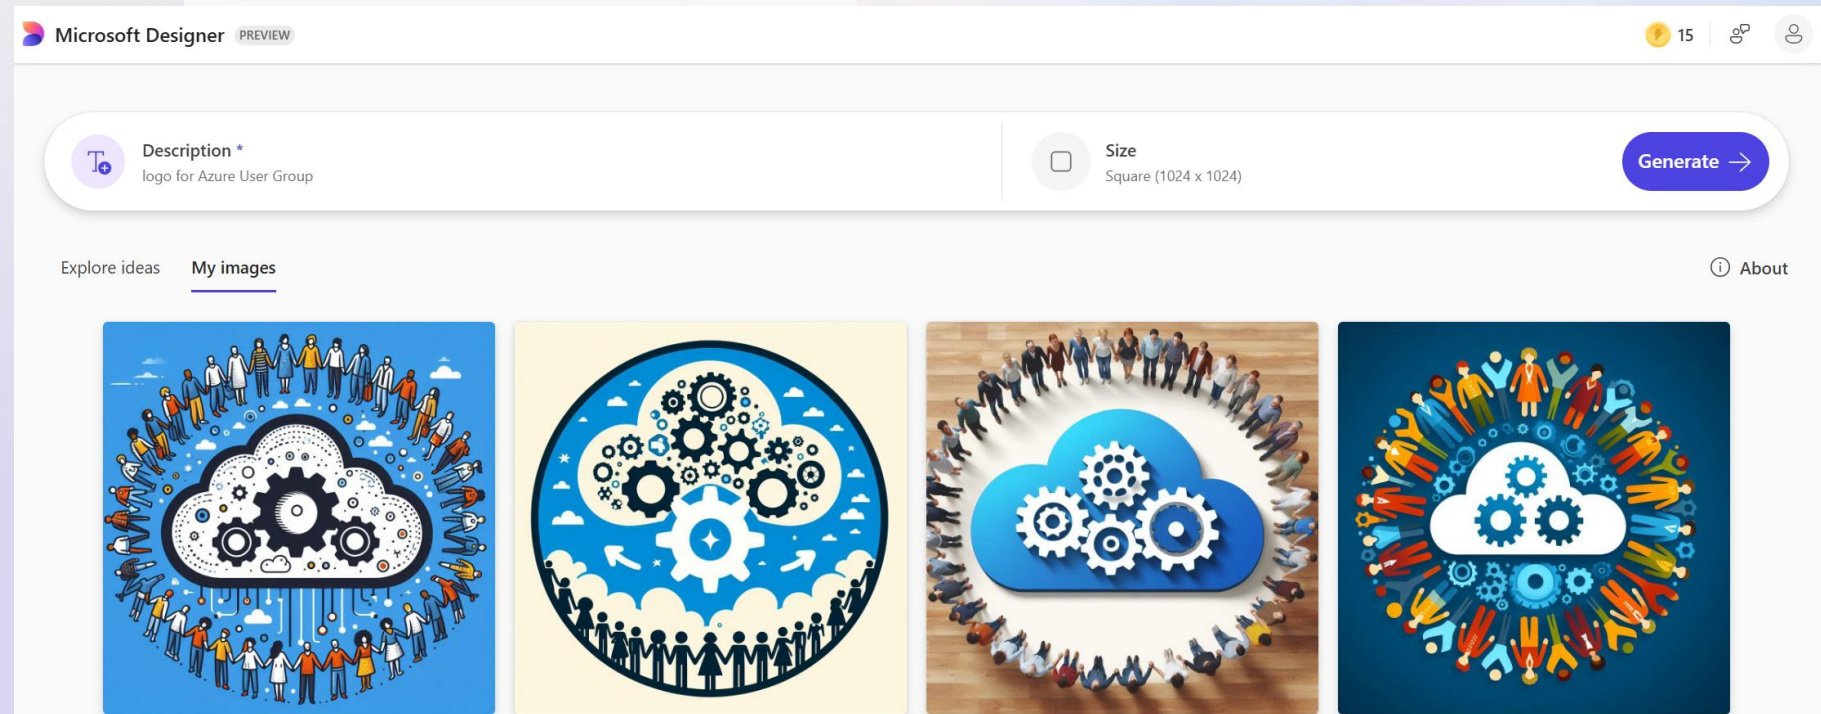 Microsoft Designer PREVIEW
15
Description *
logo for Azure User Group
Size
Square (1024 x 1024)
Generate
Explore ideas
My images
About